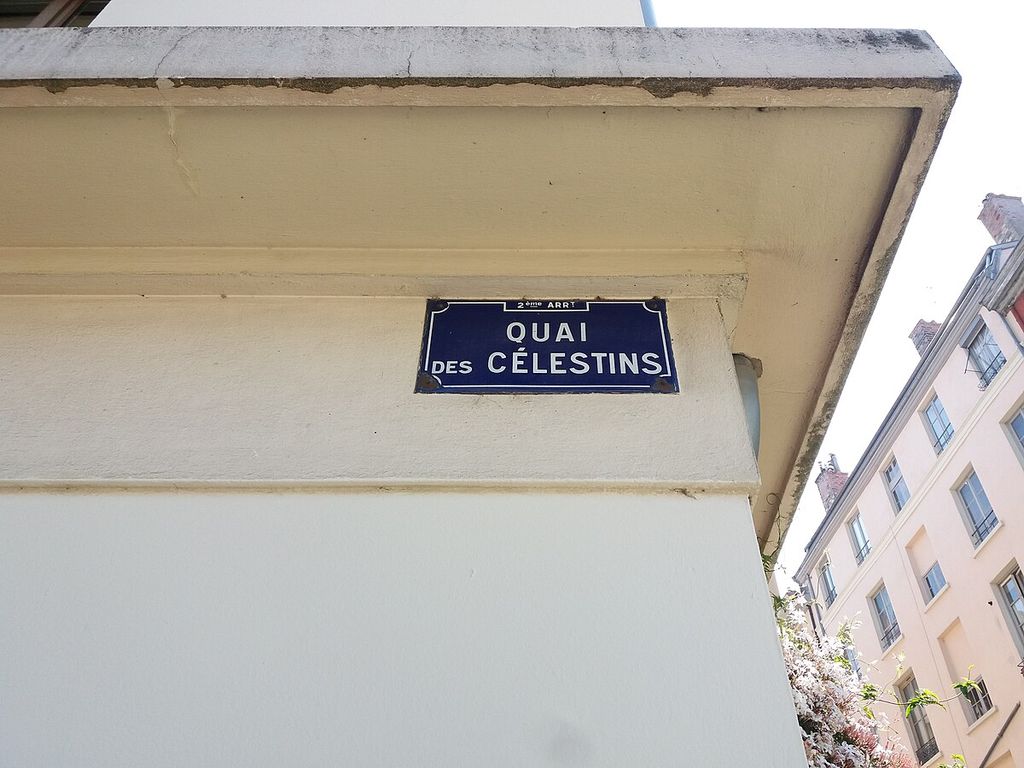 2ème ARRT
QUAI
DES CÉLESTINS